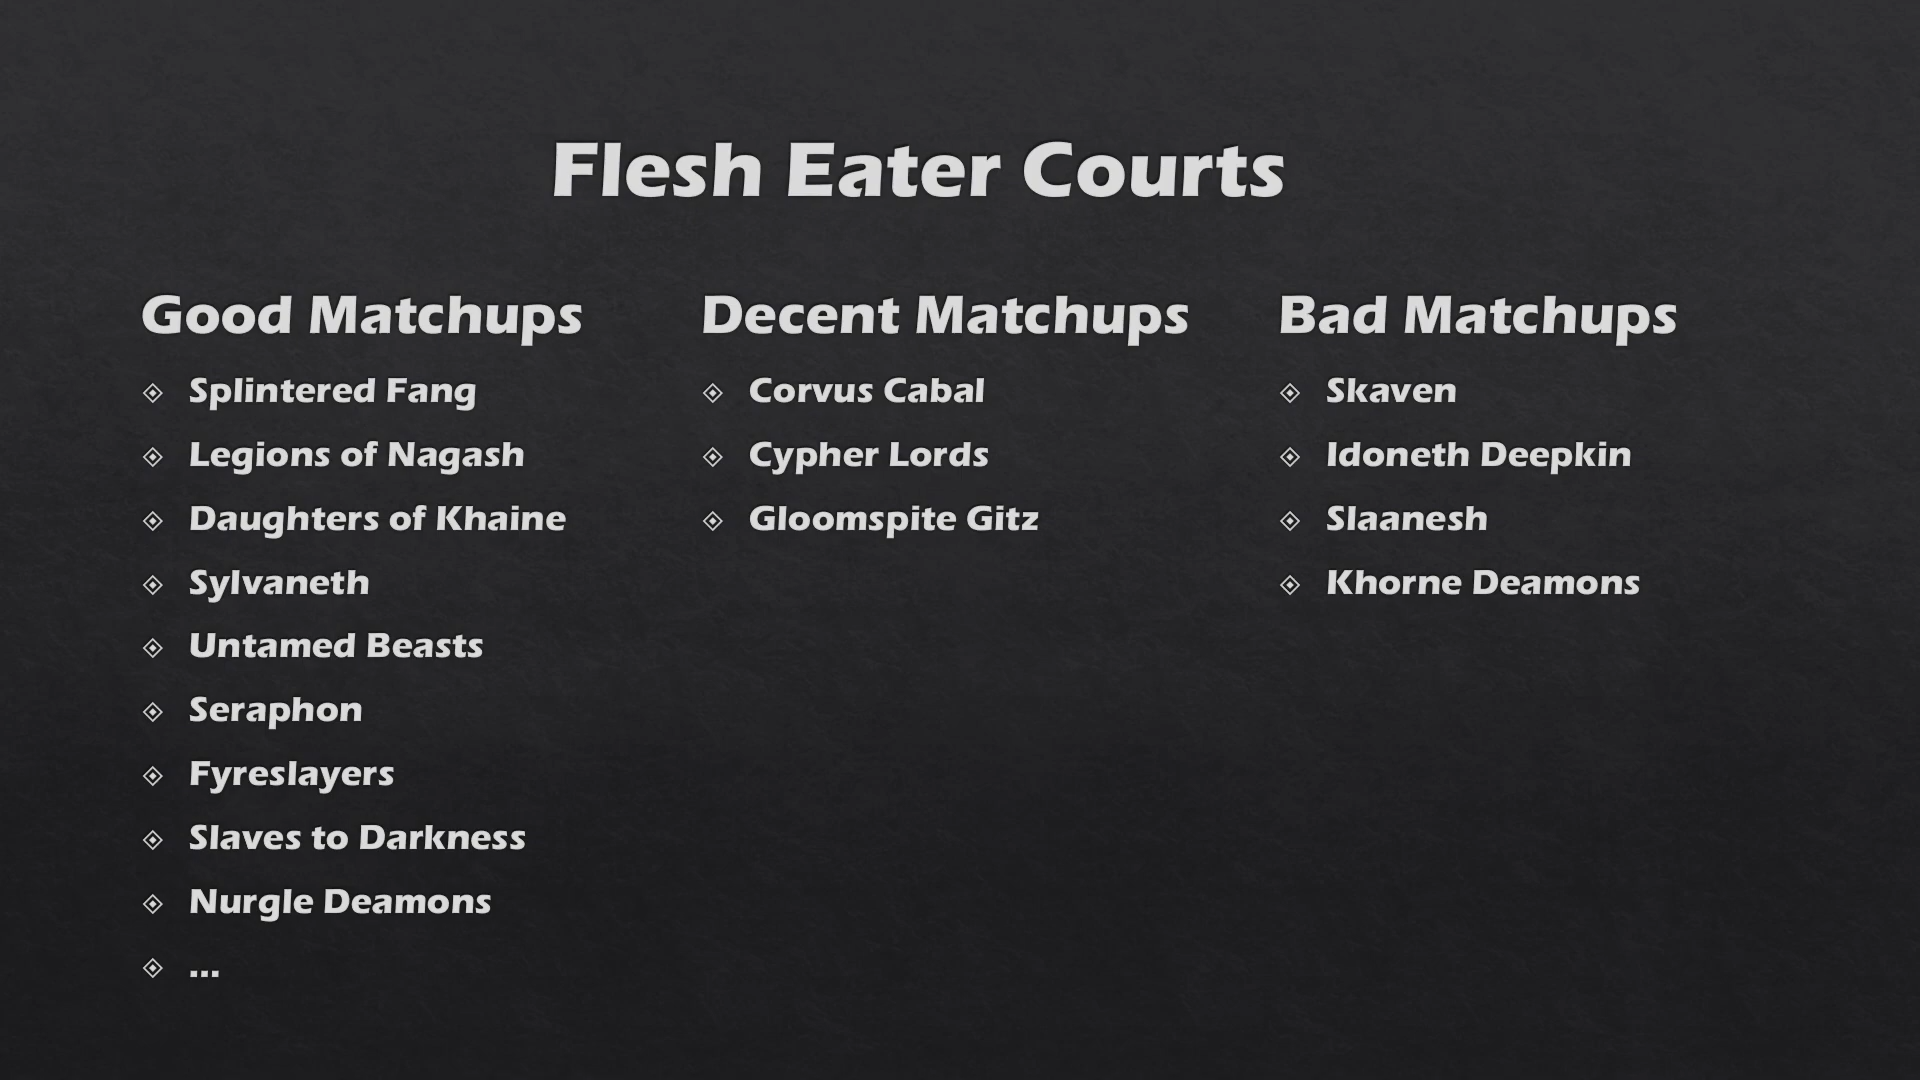 Flesh Eater Courts
Good Matchups
Splintered Fang
Legions of Nagash
Daughters of Khaine
Sylvaneth
Untamed Beasts
Seraphon
Fyreslayers
Slaves to Darkness
Nurgle Deamons
...
Decent Matchups
Corvus Cabal
Cypher Lords
Gloomspite Gitz
Bad Matchups
Skaven
Idoneth Deepkin
Slaanesh
Khorne Deamons